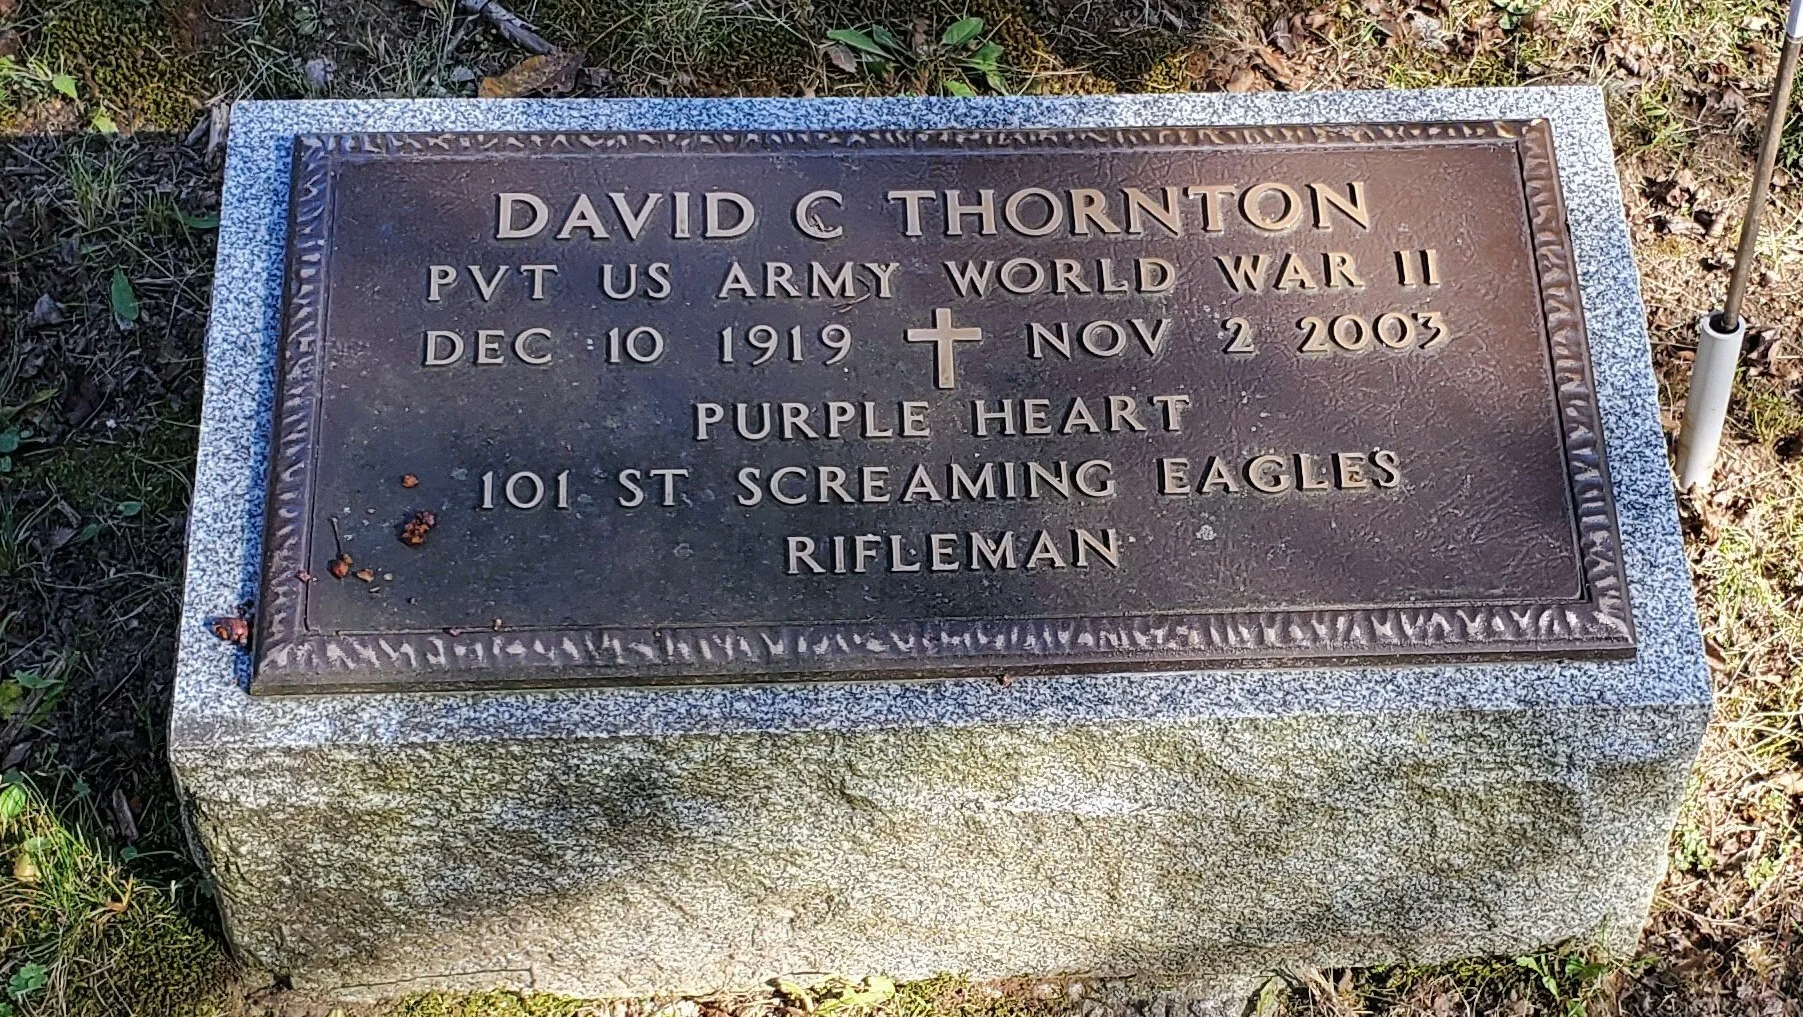 DAVID C THORNTON
PVT US ARMY WORLD WAR II
DEC 10 1919 ✝ NOV 2 2003
PURPLE HEART
101 ST SCREAMING EAGLES
RIFLEMAN